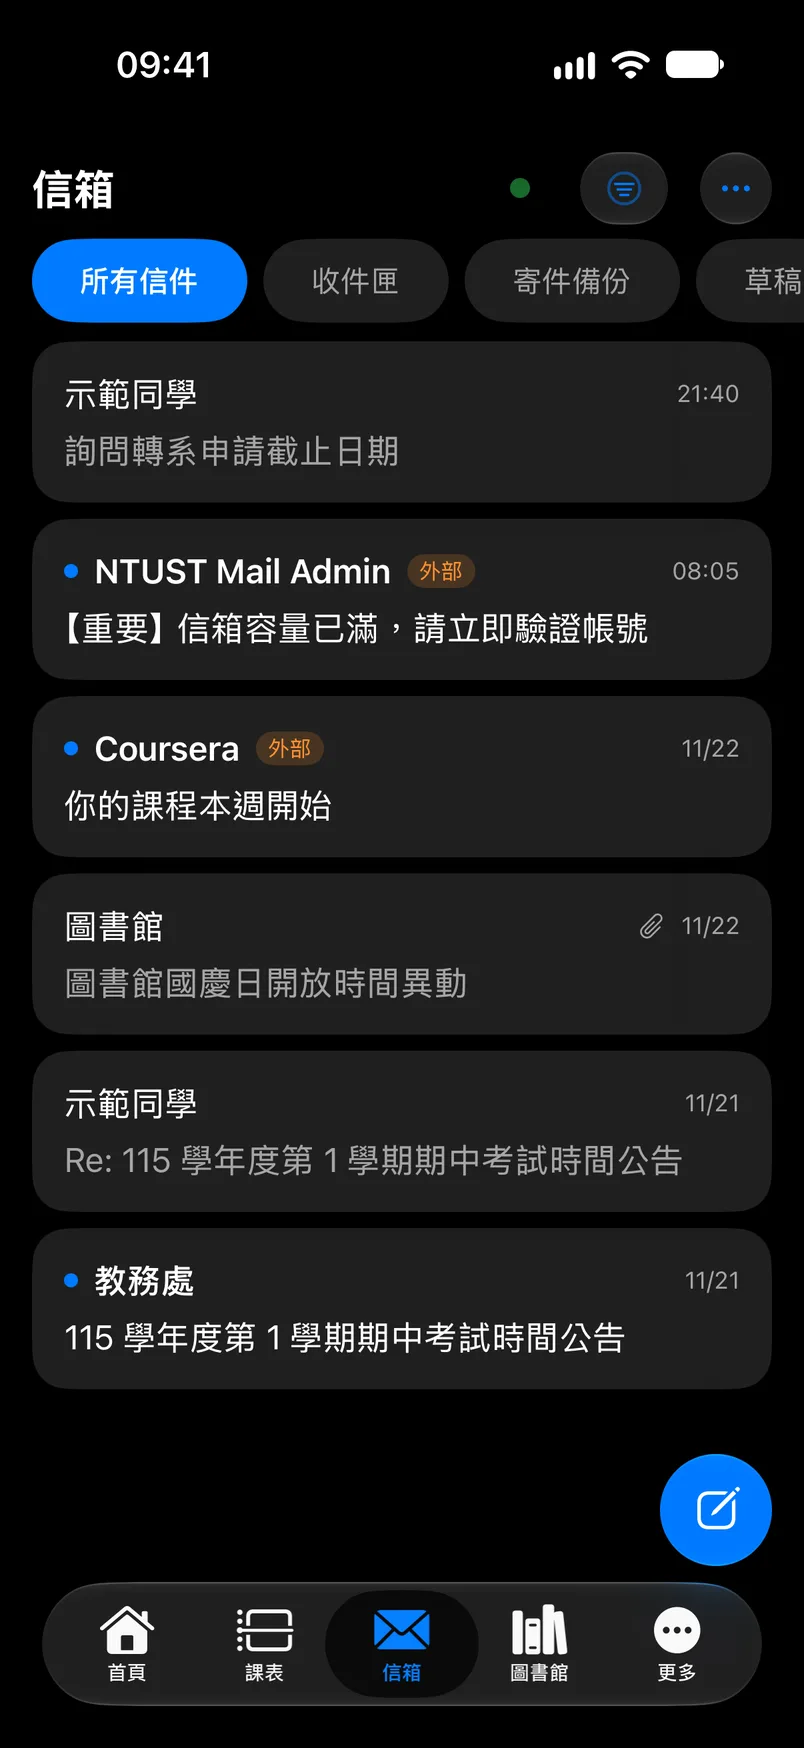 09:41
信箱
所有信件
收件匣
寄件備份
草稿
示範同學
21:40
詢問轉系申請截止日期
NTUST Mail Admin
外部
08:05
【重要】信箱容量已滿，請立即驗證帳號
Coursera
外部
11/22
你的課程本週開始
圖書館
11/22
圖書館國慶日開放時間異動
示範同學
11/21
Re: 115 學年度第 1 學期期中考試時間公告
教務處
11/21
115 學年度第 1 學期期中考試時間公告
首頁
課表
信箱
圖書館
更多